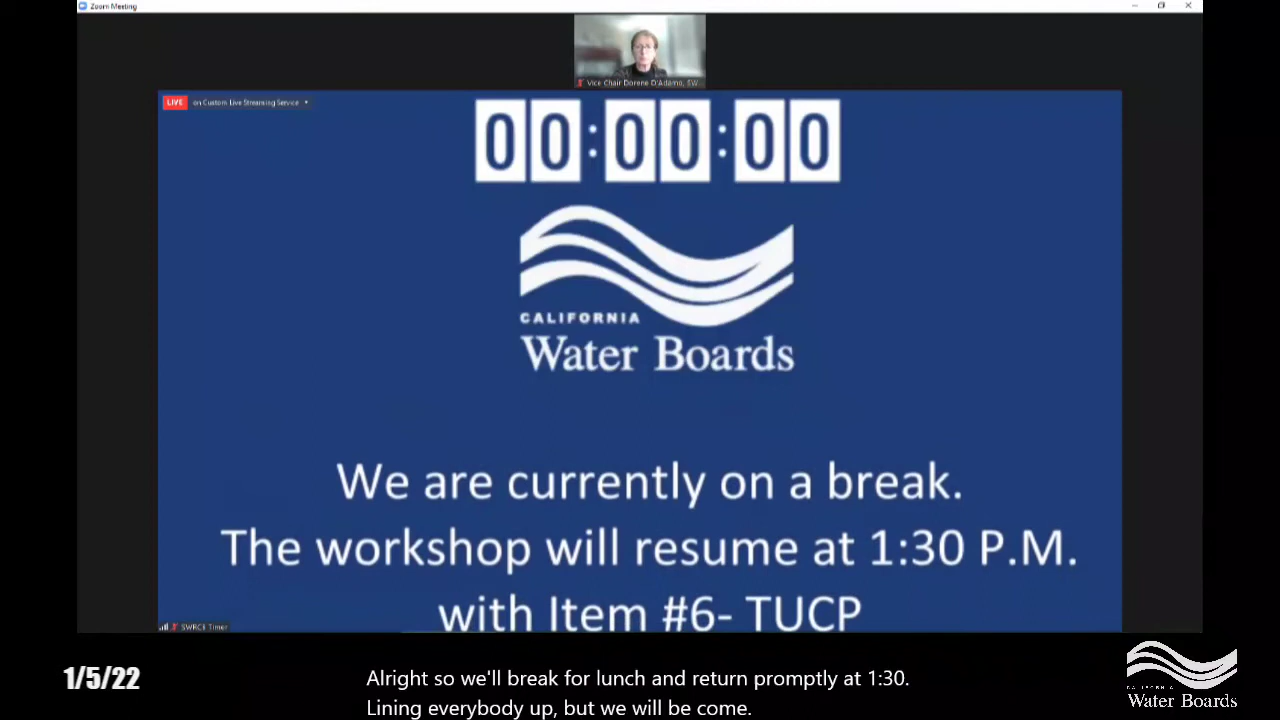 Zoom Meeting
Vice Chair Dorene D'Adamo, SW
LIVE on Custom Live Streaming Service
00:00:00
CALIFORNIA
Water Boards
We are currently on a break.
The workshop will resume at 1:30 P.M.
with Item #6- TUCP
SWRCB Timer
1/5/22
Alright so we'll break for lunch and return promptly at 1:30.
Lining everybody up, but we will be come.
CALIFORNIA
Water Boards